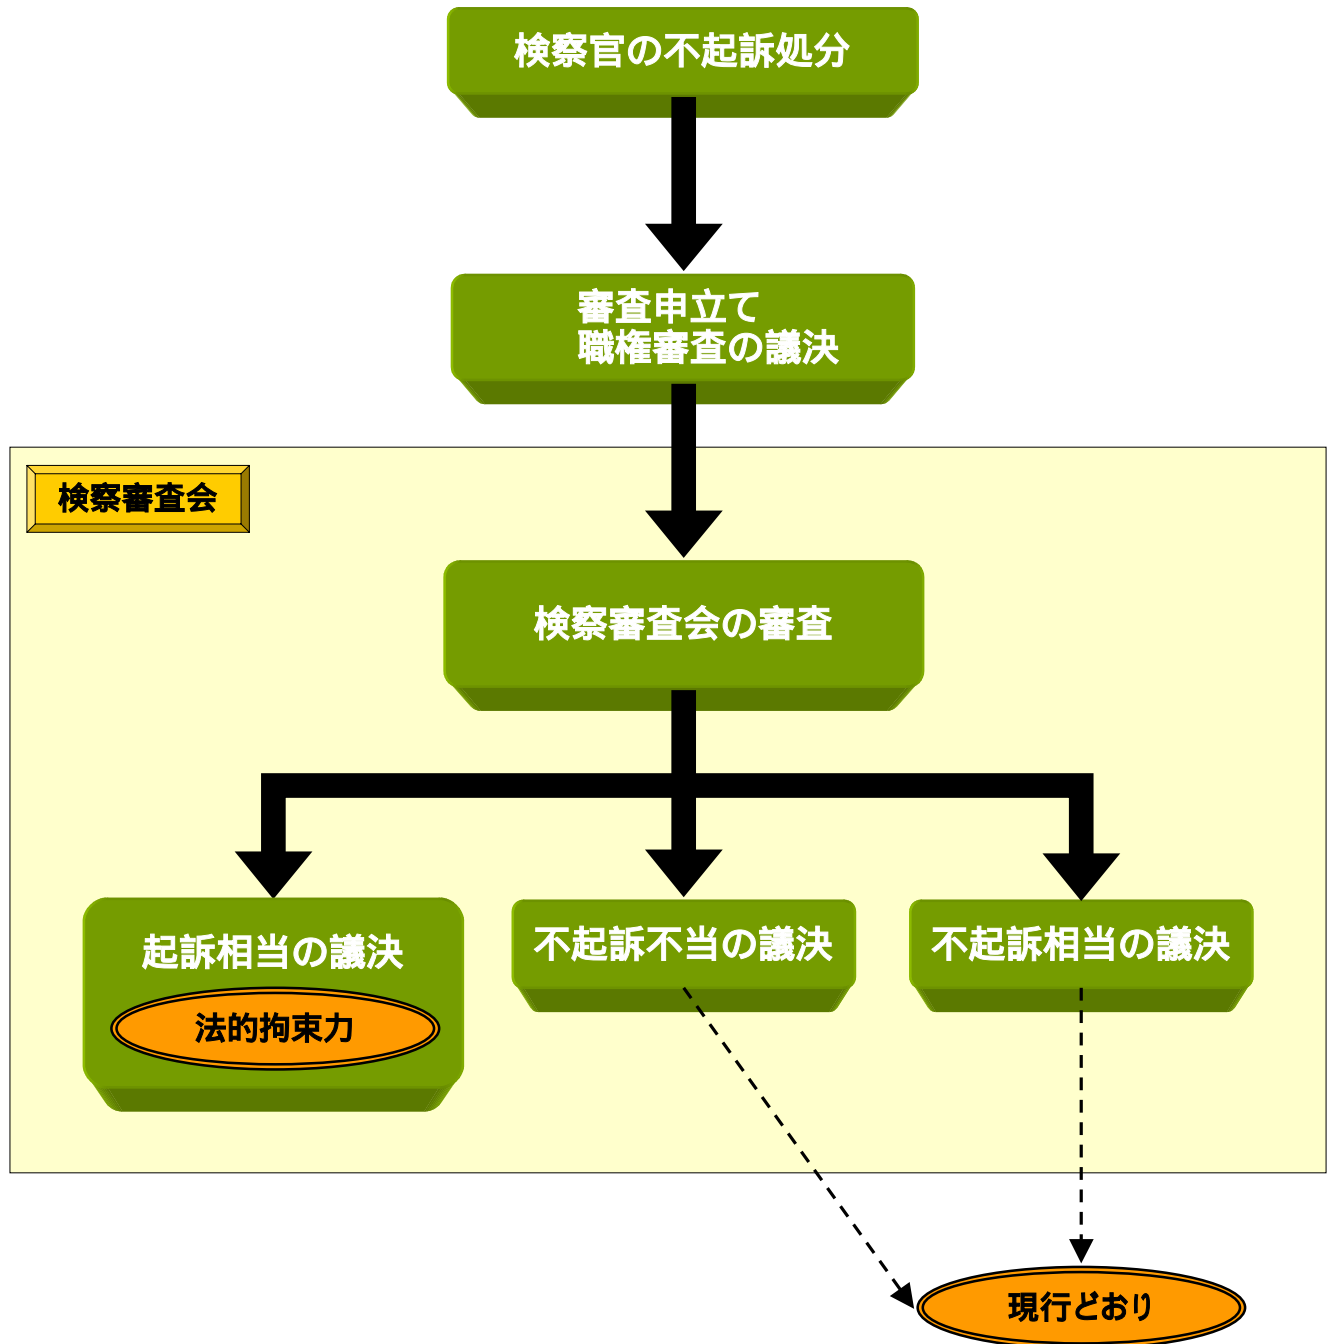 検察官の不起訴処分
審査申立て
職権審査の議決
検察審査会
検察審査会の審査
起訴相当の議決
法的拘束力
不起訴不当の議決
不起訴相当の議決
現行どおり